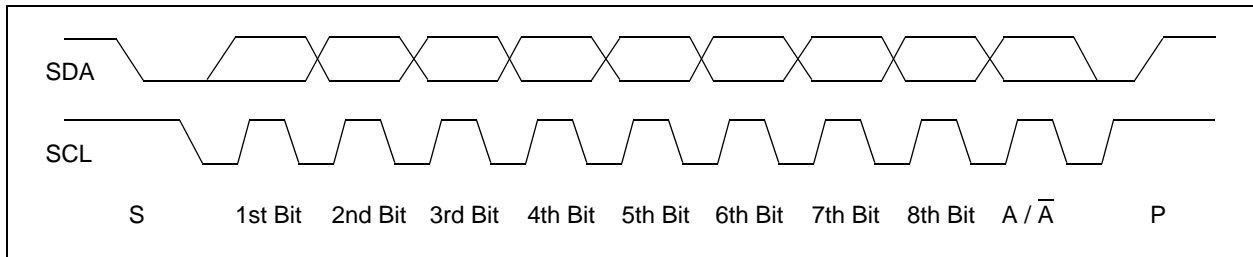 SDA
SCL
S 1st Bit 2nd Bit 3rd Bit 4th Bit 5th Bit 6th Bit 7th Bit 8th Bit A / A̅ P